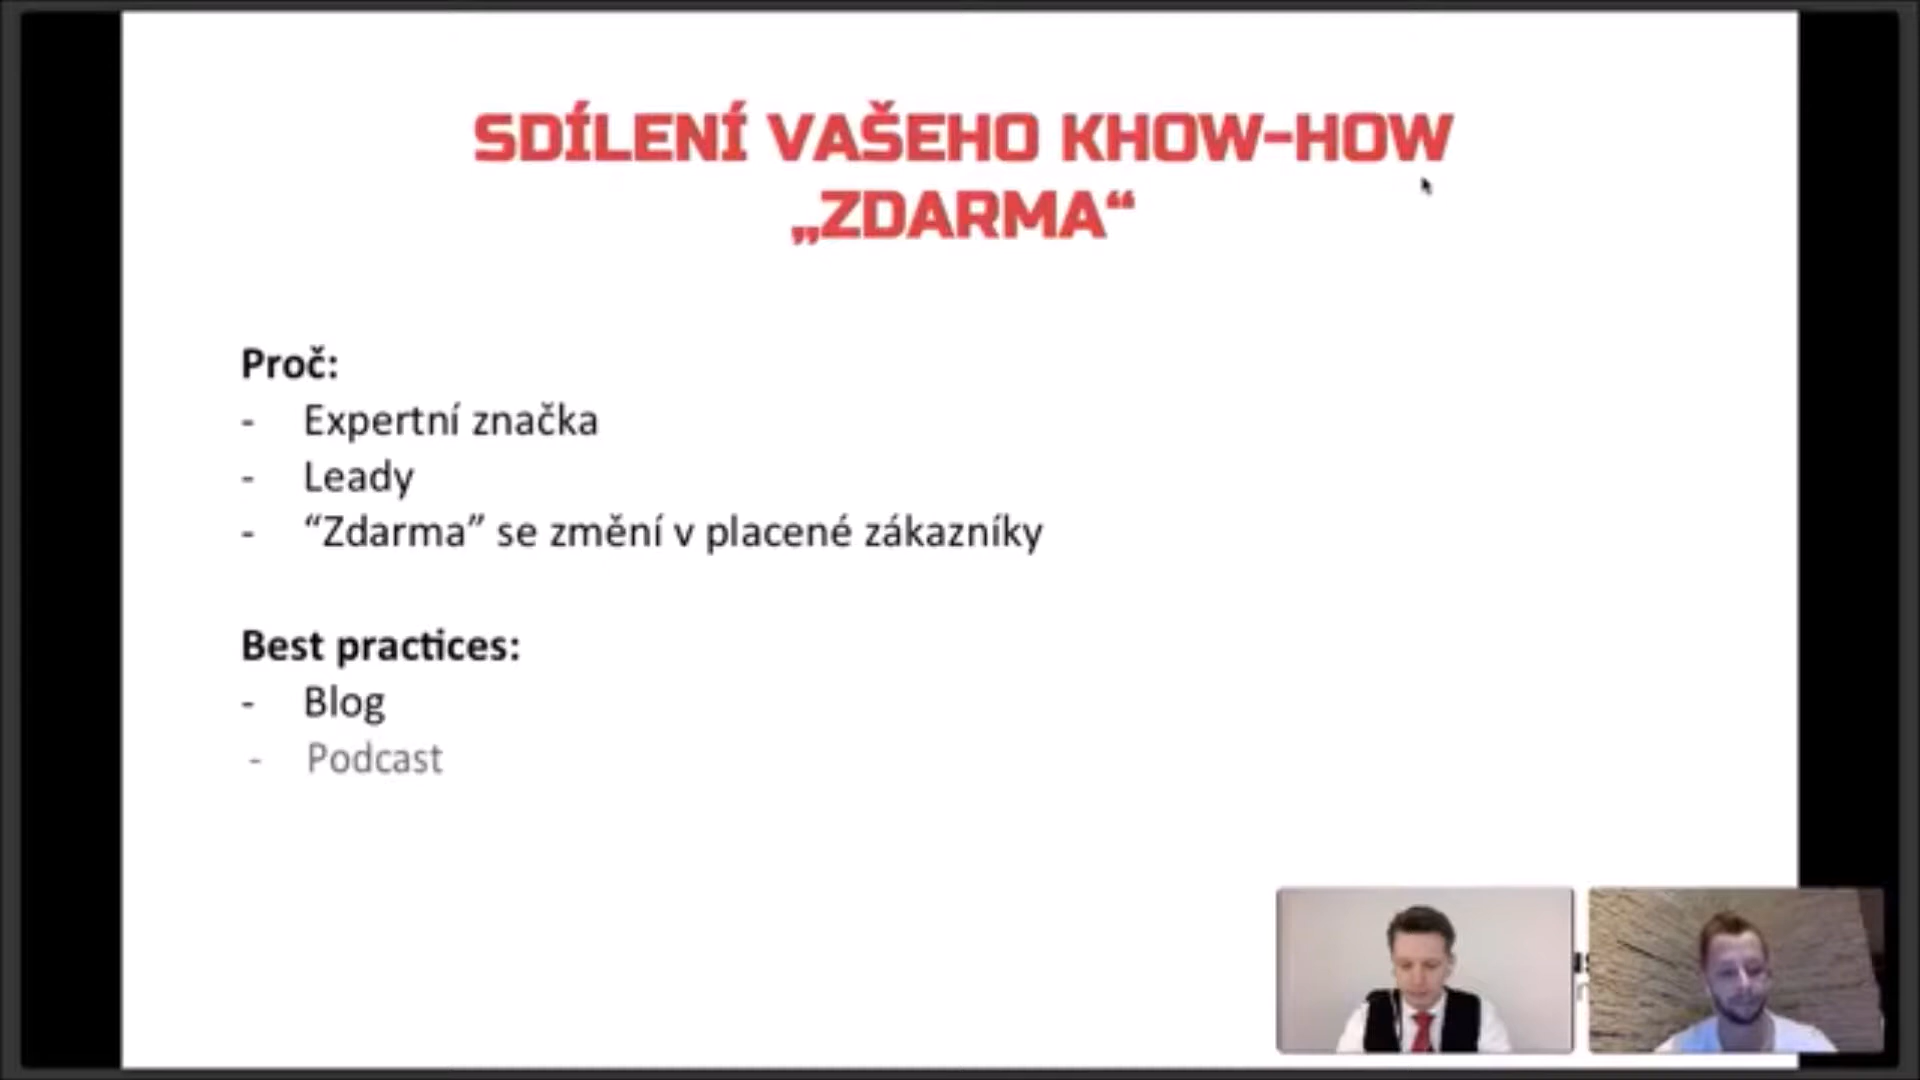 SDÍLENÍ VAŠEHO KHOW-HOW
„ZDARMA“
Proč:
- Expertní značka
- Leady
- “Zdarma” se změní v placené zákazníky
Best practices:
- Blog
- Podcast